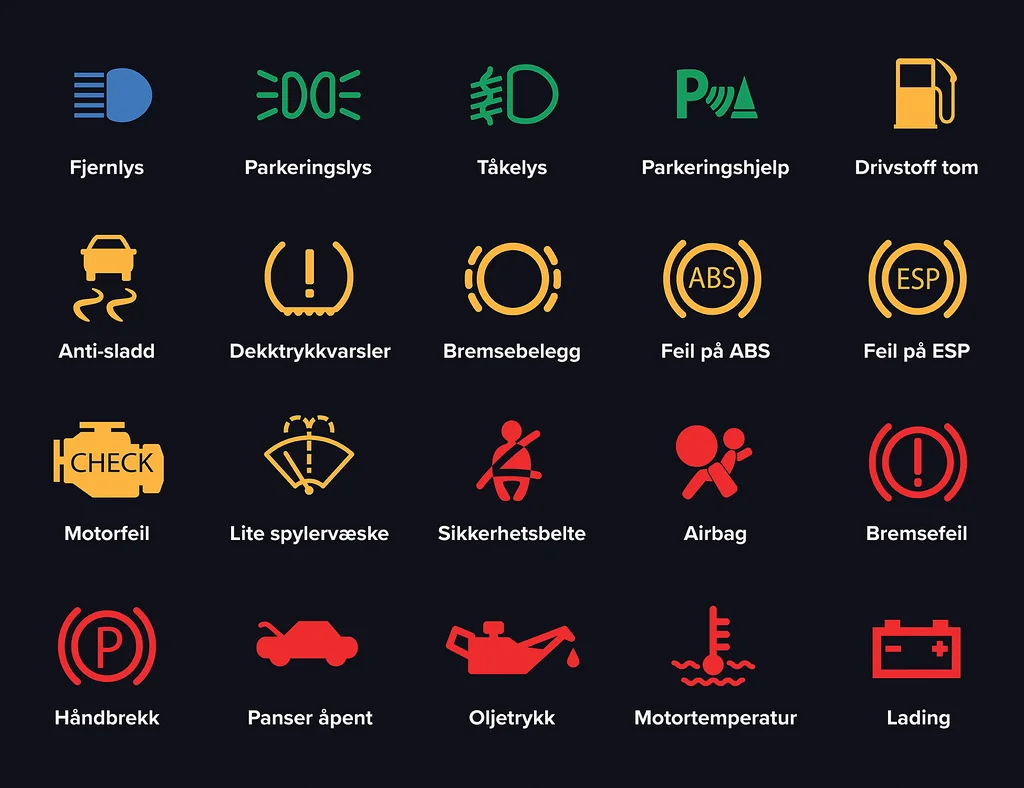 Fjernlys
Parkeringslys
Tåkelys
P
Parkeringshjelp
Drivstoff tom
Anti-sladd
!
Dekktrykkvarsler
Bremsebelegg
ABS
Feil på ABS
ESP
Feil på ESP
CHECK
Motorfeil
Lite spylervæske
Sikkerhetsbelte
Airbag
!
Bremsefeil
P
Håndbrekk
Panser åpent
Oljetrykk
Motortemperatur
- +
Lading